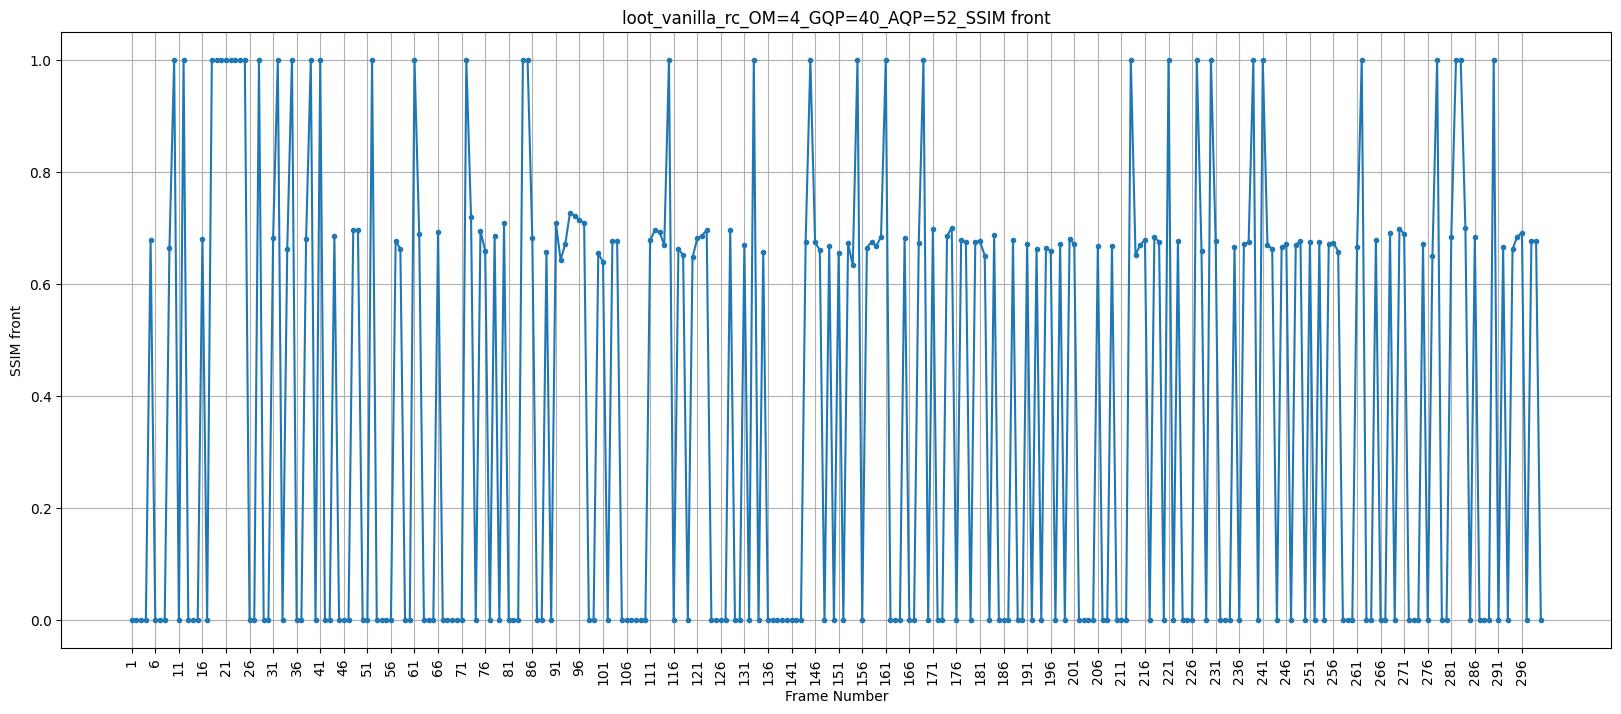 loot_vanilla_rc_OM=4_GQP=40_AQP=52_SSIM front
1.0
0.8
0.6
0.4
0.2
0.0
SSIM front
1 6 11 16 21 26 31 36 41 46 51 56 61 66 71 76 81 86 91 96 101 106 111 116 121 126 131 136 141 146 151 156 161 166 171 176 181 186 191 196 201 206 211 216 221 226 231 236 241 246 251 256 261 266 271 276 281 286 291 296
Frame Number